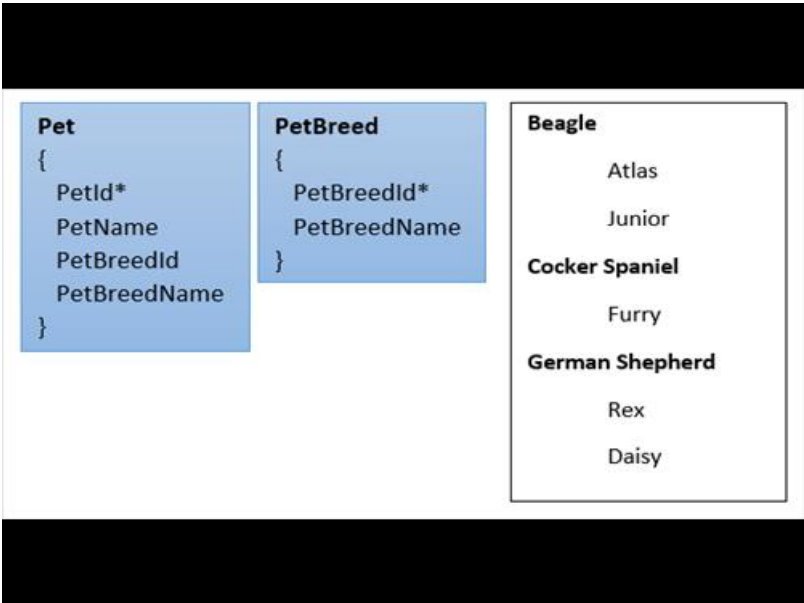 Pet
{
PetId*
PetName
PetBreedId
PetBreedName
}
PetBreed
{
PetBreedId*
PetBreedName
}
Beagle
Atlas
Junior
Cocker Spaniel
Furry
German Shepherd
Rex
Daisy